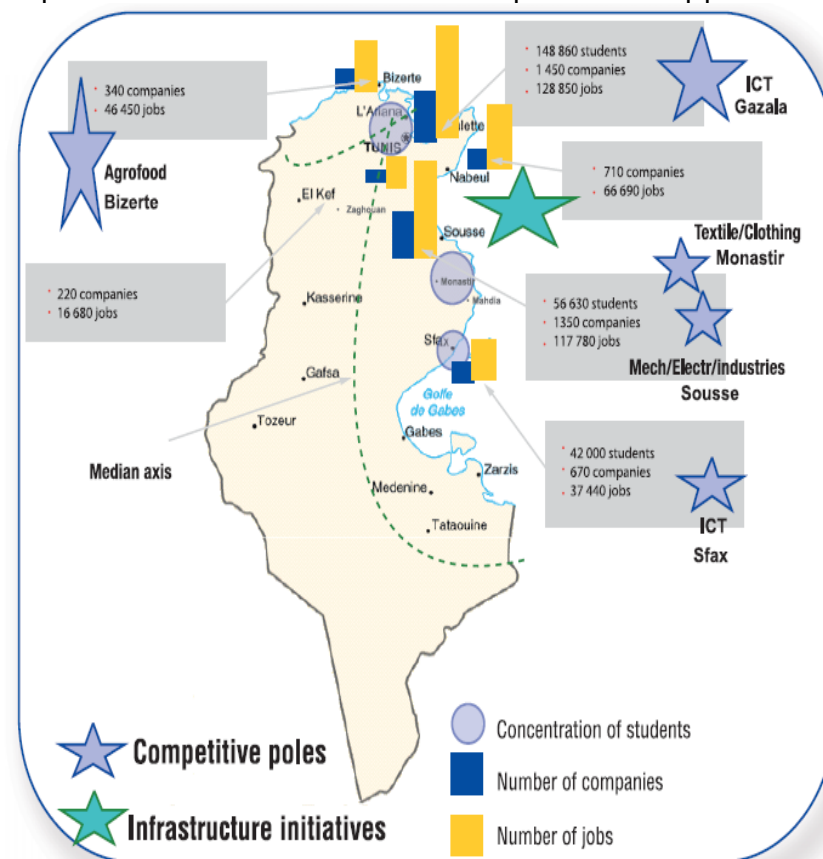 148 860 students
1 450 companies
128 850 jobs
ICT
Gazala
340 companies
46 450 jobs
Bizerte
L'Ariana
TUNIS
ulette
Nabeul
710 companies
66 690 jobs
Agrofood
Bizerte
El Kef
Zaghouan
Sousse
Textile/Clothing
Monastir
220 companies
16 680 jobs
Kasserine
Monastir
Mahdia
56 630 students
1350 companies
117 780 jobs
Sfax
Mech/Electr/industries
Sousse
Gafsa
Golfe
de Gabes
Tozeur
Gabes
42 000 students
670 companies
37 440 jobs
Median axis
Zarzis
Medenine
Tataouine
ICT
Sfax
Competitive poles
Infrastructure initiatives
Concentration of students
Number of companies
Number of jobs